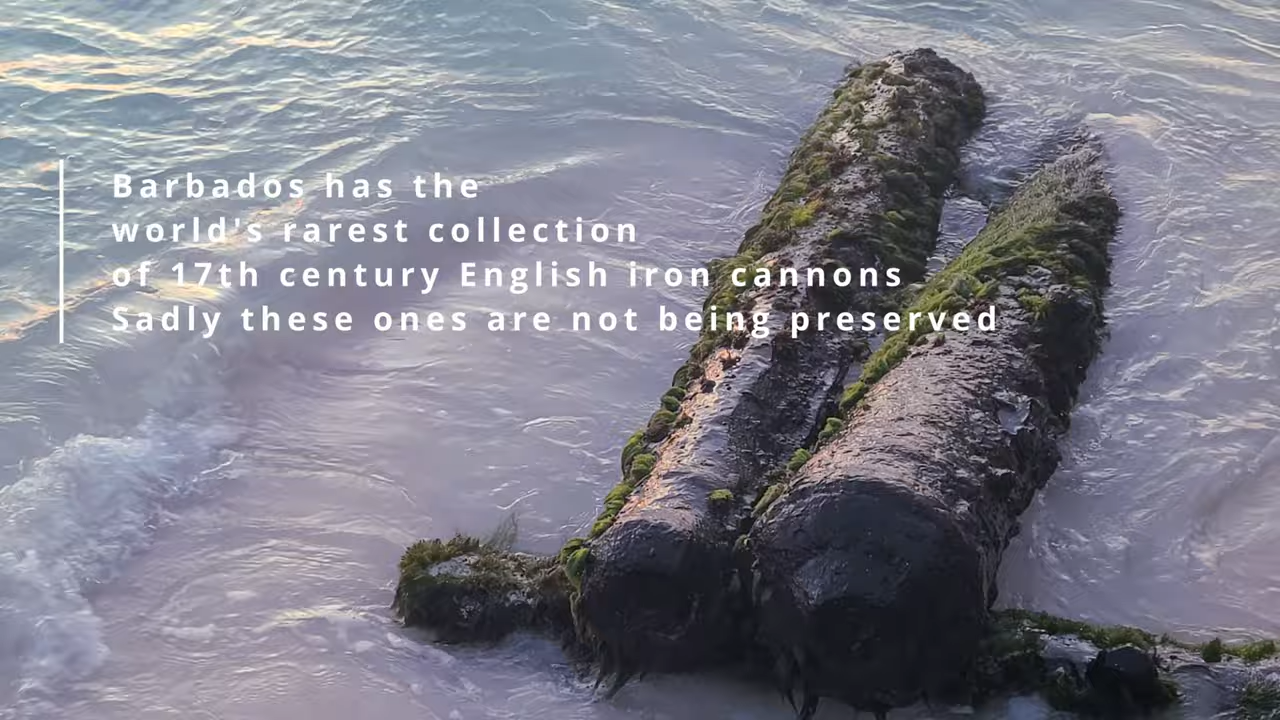 Barbados has the
world's rarest collection
of 17th century English iron cannons
Sadly these ones are not being preserved